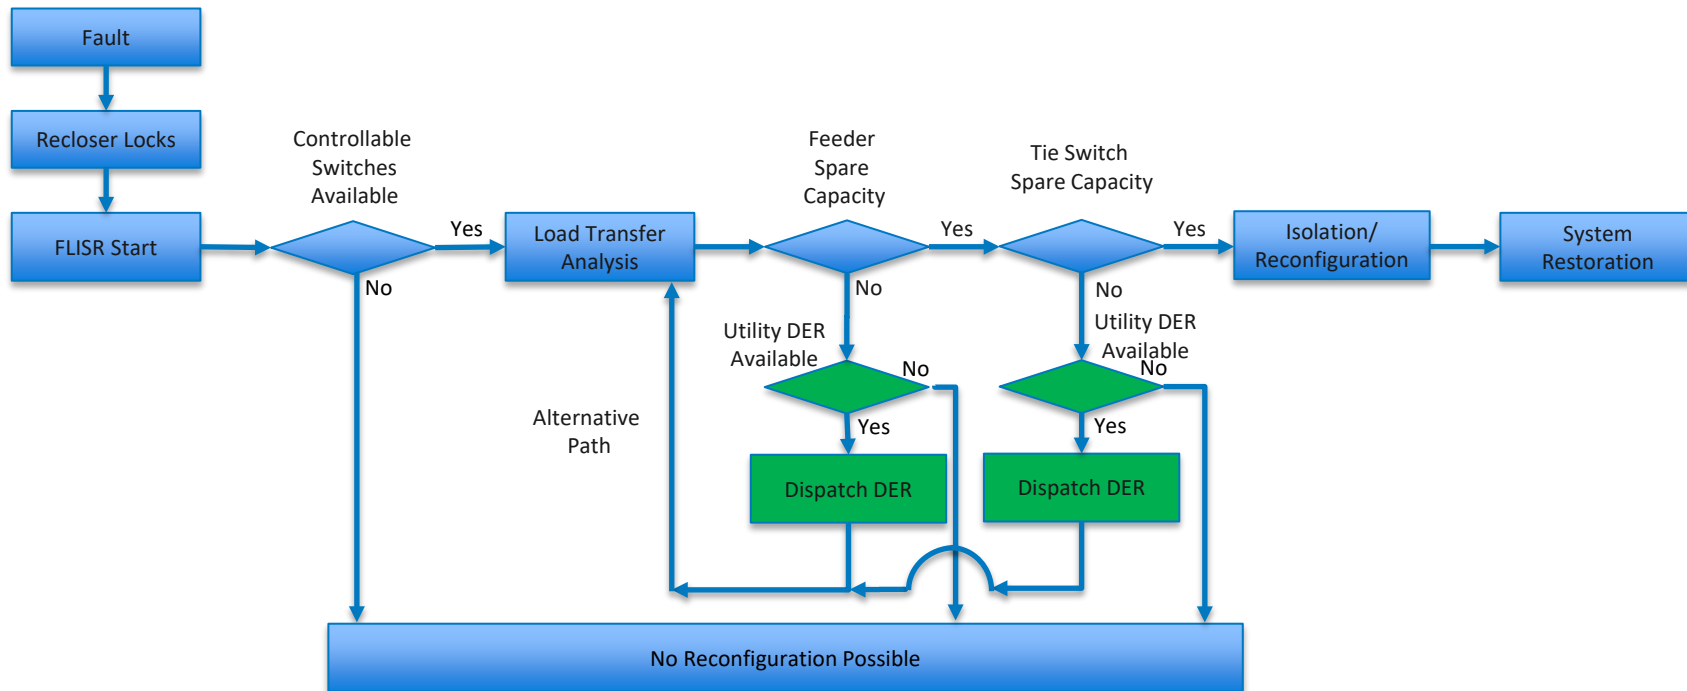 Fault
Recloser Locks
FLISR Start
Controllable
Switches
Available
Yes
No
Load Transfer
Analysis
Feeder
Spare
Capacity
Yes
No
Tie Switch
Spare Capacity
Yes
No
Isolation/
Reconfiguration
System
Restoration
Utility DER
Available
No
Yes
Dispatch DER
Utility DER
Available
No
Yes
Dispatch DER
Alternative
Path
No Reconfiguration Possible